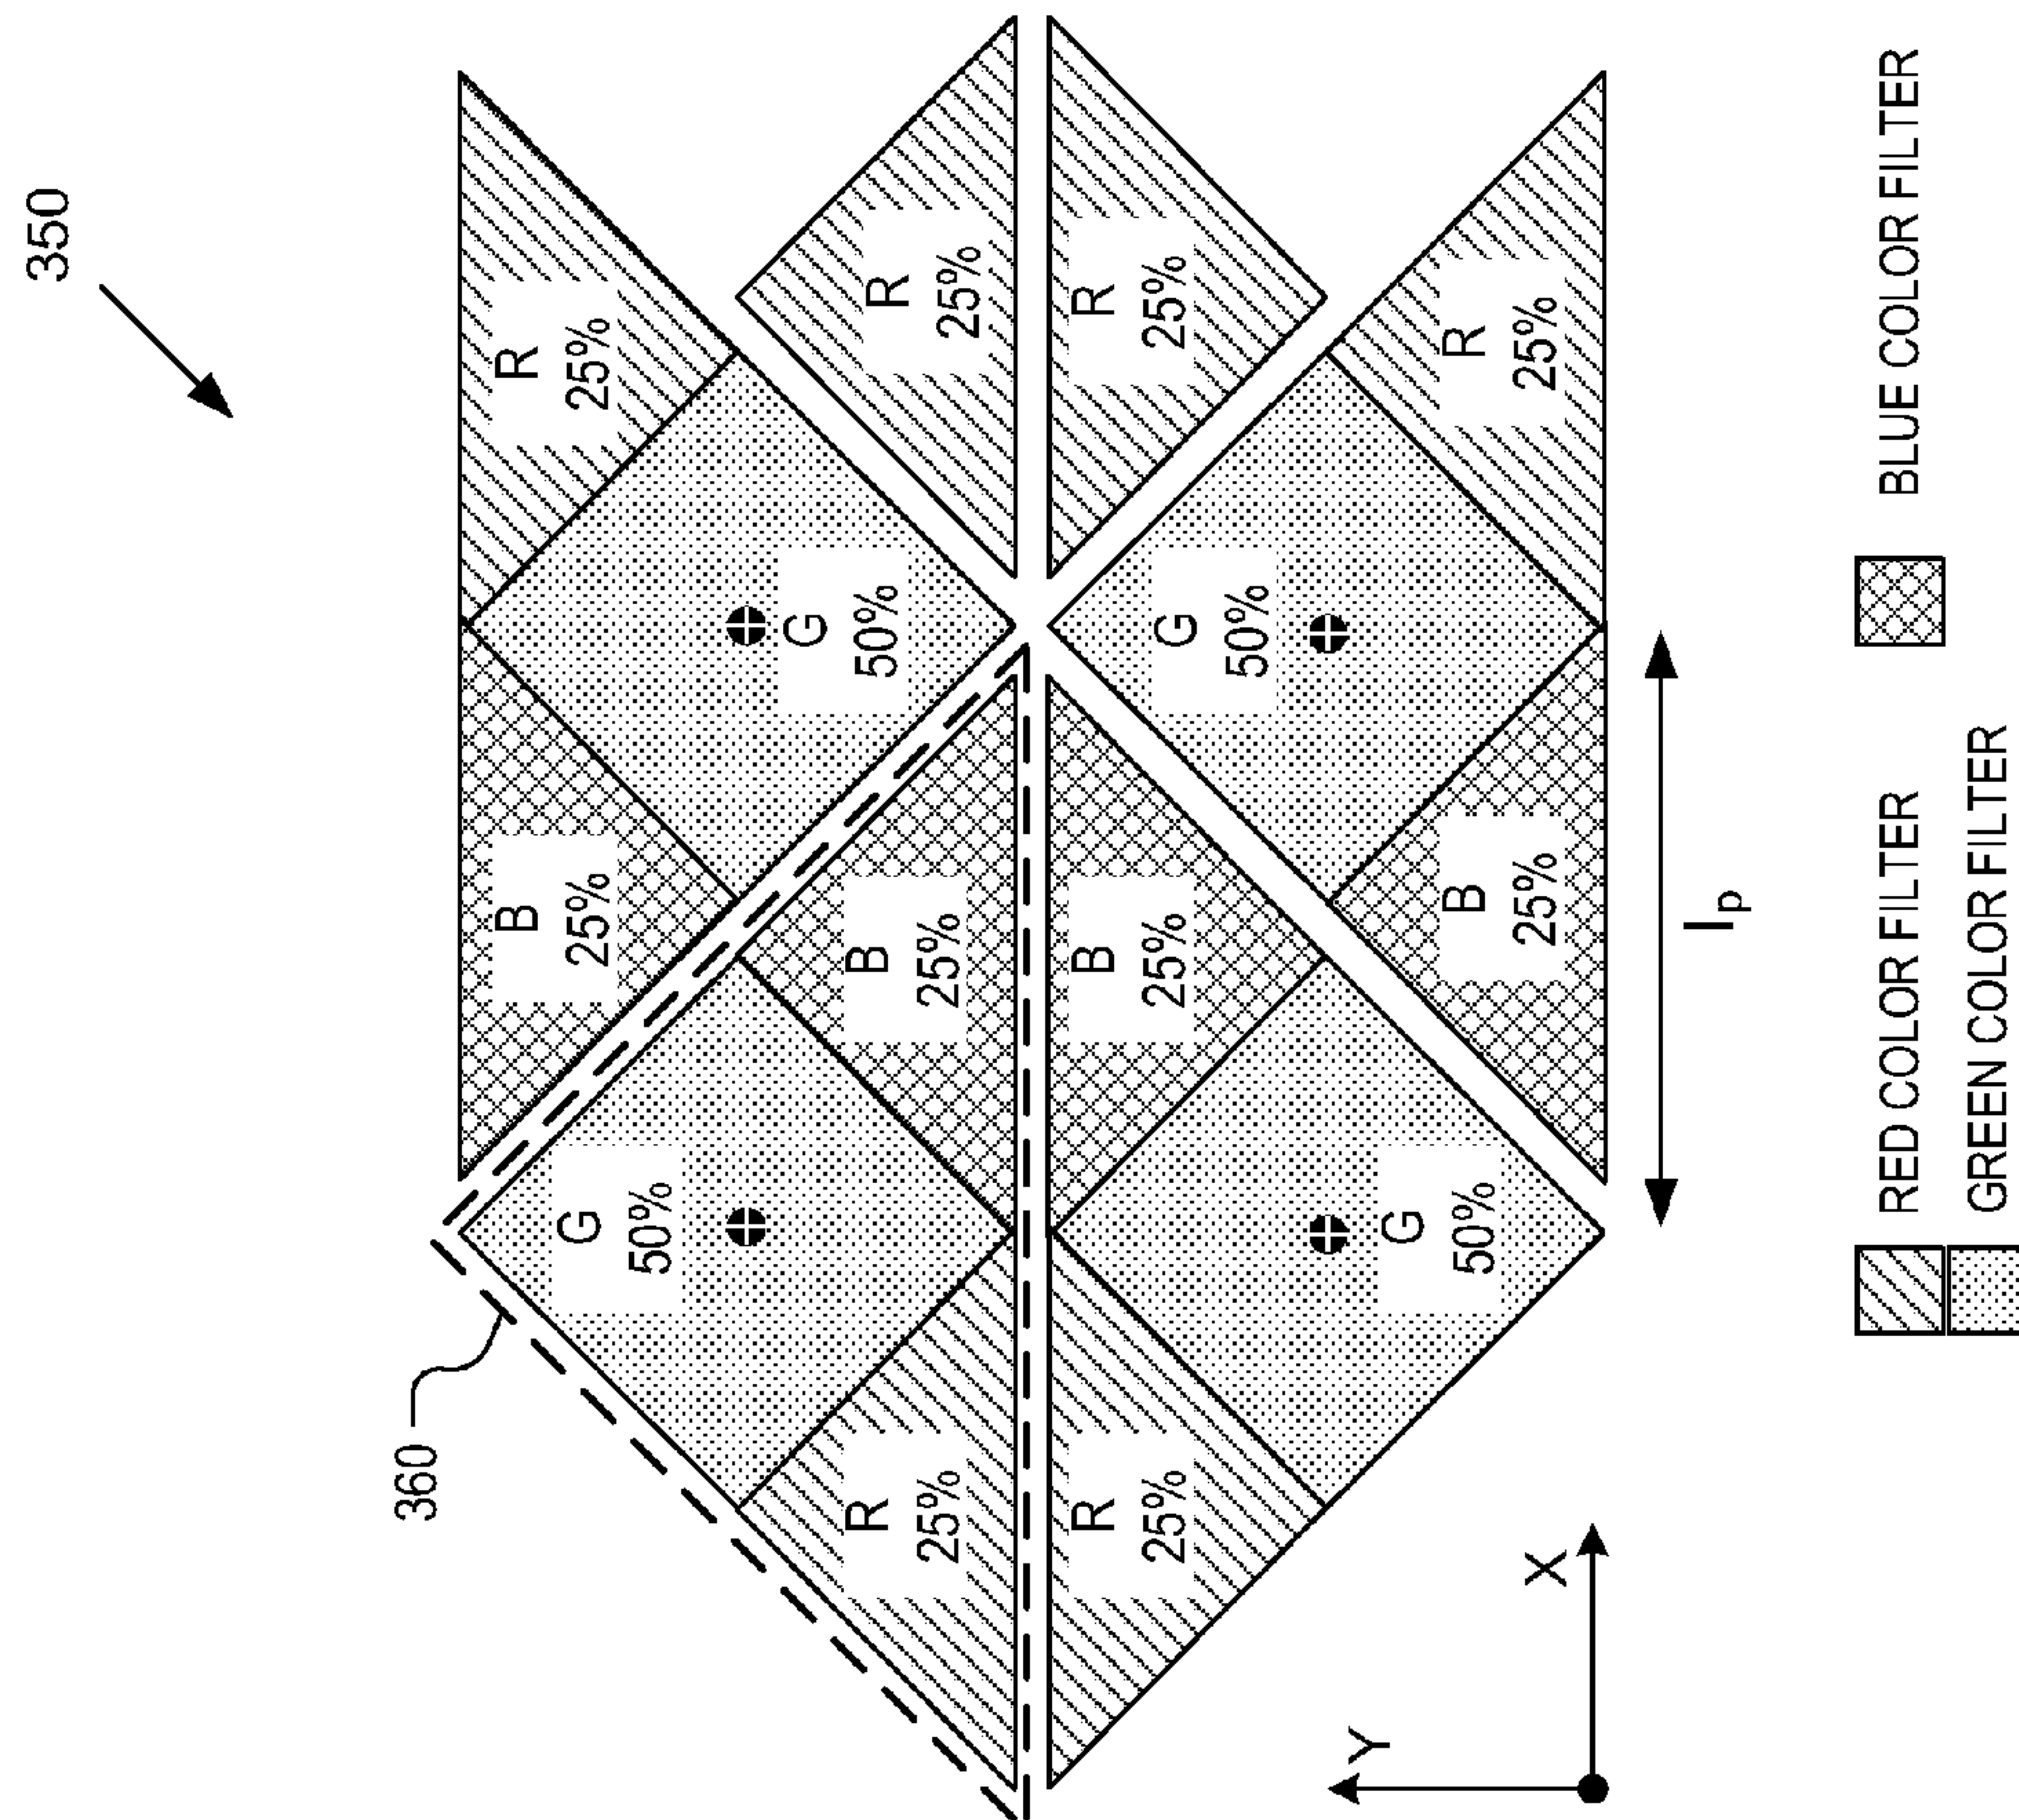 350
360
B
25%
R
25%
G
50%
G
50%
R
25%
B
25%
R
25%
R
25%
B
25%
R
25%
G
50%
G
50%
B
25%
R
25%
Y
X
lp
RED COLOR FILTER
BLUE COLOR FILTER
GREEN COLOR FILTER